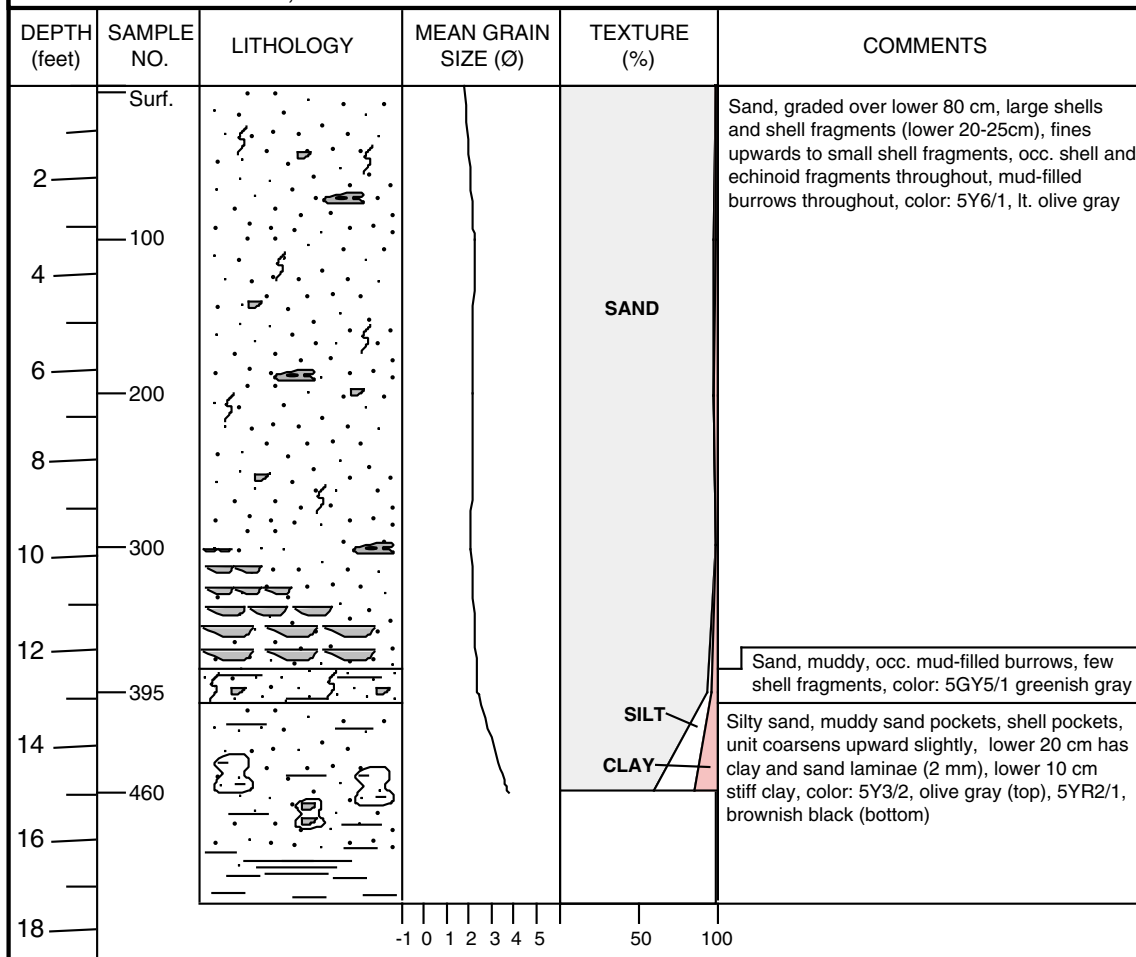 DEPTH
(feet)
SAMPLE
NO.
LITHOLOGY
MEAN GRAIN
SIZE (Ø)
TEXTURE
(%)
COMMENTS
Surf.
2
100
4
6
200
8
10
300
12
395
14
460
16
18
SAND
SILT
CLAY
-1 0 1 2 3 4 5
50 100
Sand, graded over lower 80 cm, large shells
and shell fragments (lower 20-25cm), fines
upwards to small shell fragments, occ. shell and
echinoid fragments throughout, mud-filled
burrows throughout, color: 5Y6/1, lt. olive gray
Sand, muddy, occ. mud-filled burrows, few
shell fragments, color: 5GY5/1 greenish gray
Silty sand, muddy sand pockets, shell pockets,
unit coarsens upward slightly, lower 20 cm has
clay and sand laminae (2 mm), lower 10 cm
stiff clay, color: 5Y3/2, olive gray (top), 5YR2/1,
brownish black (bottom)